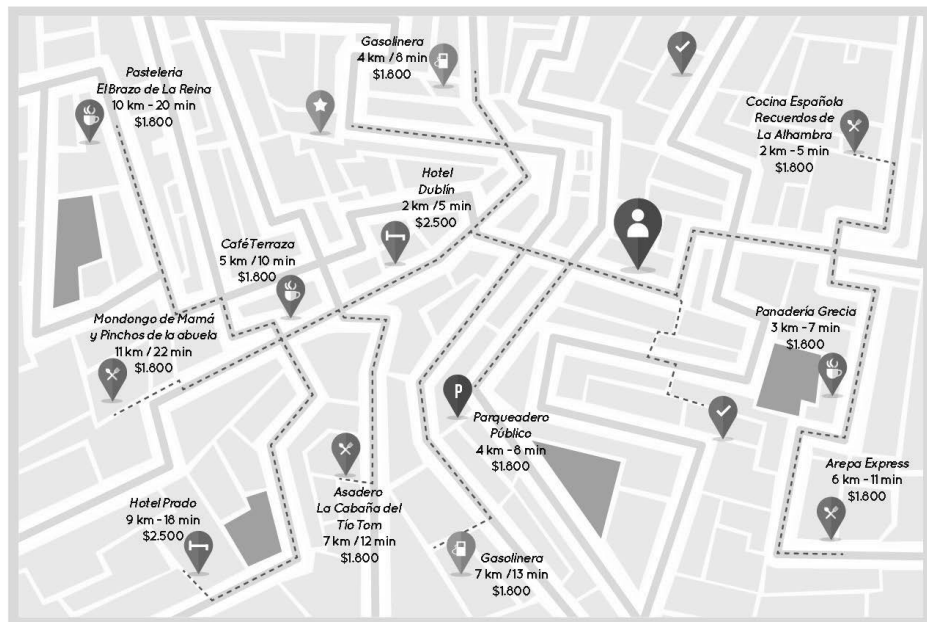 Gasolinera
4 km / 8 min
$1.800
Pasteleria
El Brazo de La Reina
10 km - 20 min
$1.800
Cocina Española
Recuerdos de
La Alhambra
2 km - 5 min
$1.800
Hotel
Dublín
2 km / 5 min
$2.500
Café Terraza
5 km / 10 min
$1.800
Mondongo de Mamá
y Pinchos de la abuela
11 km / 22 min
$1.800
Panadería Grecia
3 km - 7 min
$1.800
P
Parqueadero
Público
4 km - 8 min
$1.800
Arepa Express
6 km - 11 min
$1.800
Hotel Prado
9 km - 18 min
$2.500
Asadero
La Cabaña del
Tío Tom
7 km / 12 min
$1.800
Gasolinera
7 km / 13 min
$1.800